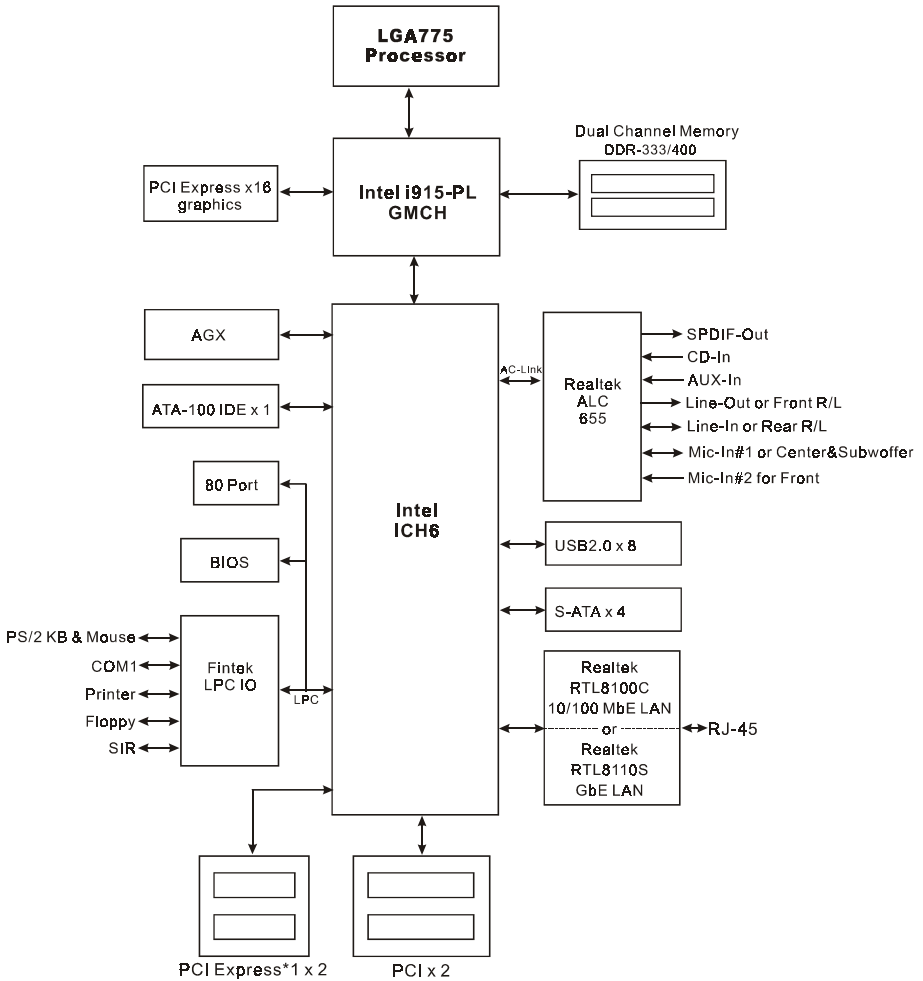 LGA775
Processor
Dual Channel Memory
DDR-333/400
PCI Express x16
graphics
Intel i915-PL
GMCH
AGX
SPDIF-Out
CD-In
AC-Link
AUX-In
Realtek
ALC
655
ATA-100 IDE x 1
Line-Out or Front R/L
Line-In or Rear R/L
Mic-In#1 or Center&Subwoffer
Mic-In#2 for Front
80 Port
Intel
ICH6
USB2.0 x 8
BIOS
S-ATA x 4
PS/2 KB & Mouse
COM1
Printer
Floppy
SIR
Fintek
LPC IO
LPC
Realtek
RTL8100C
10/100 MbE LAN
or
Realtek
RTL8110S
GbE LAN
RJ-45
PCI Express*1 x 2
PCI x 2